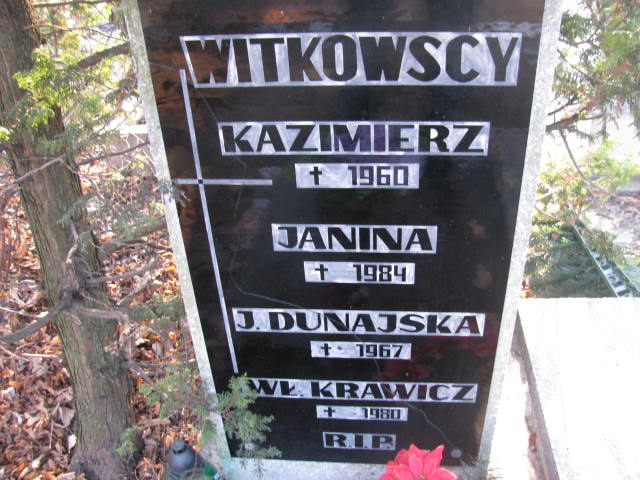 WITKOWSCY
KAZIMIERZ
✝ 1960
JANINA
✝ 1984
J. DUNAJSKA
✝ 1967
WŁ. KRAWICZ
✝ 1980
R.I.P.